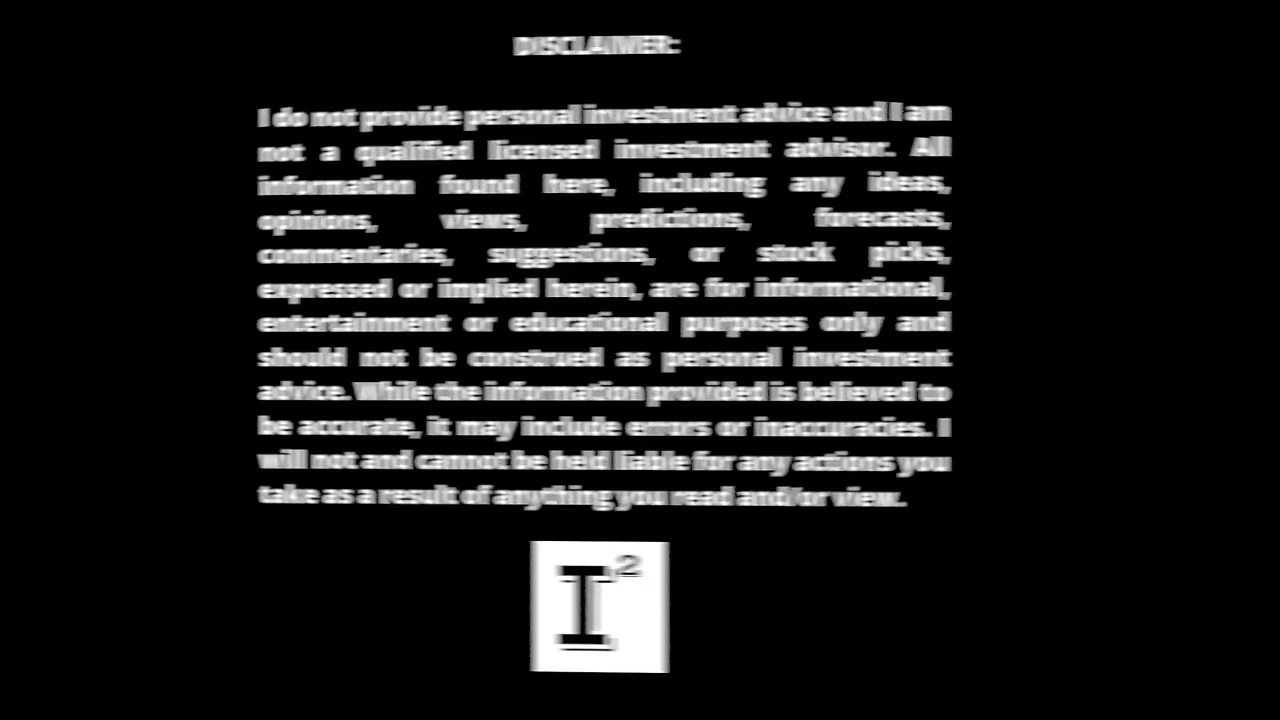 DISCLAIMER:
I do not provide personal investment advice and I am
not a qualified licensed investment advisor. All
information found here, including any ideas,
opinions, views, predictions, forecasts,
commentaries, suggestions, or stock picks,
expressed or implied herein, are for informational,
entertainment or educational purposes only and
should not be construed as personal investment
advice. While the information provided is believed to
be accurate, it may include errors or inaccuracies. I
will not and cannot be held liable for any actions you
take as a result of anything you read and/or view.
I²